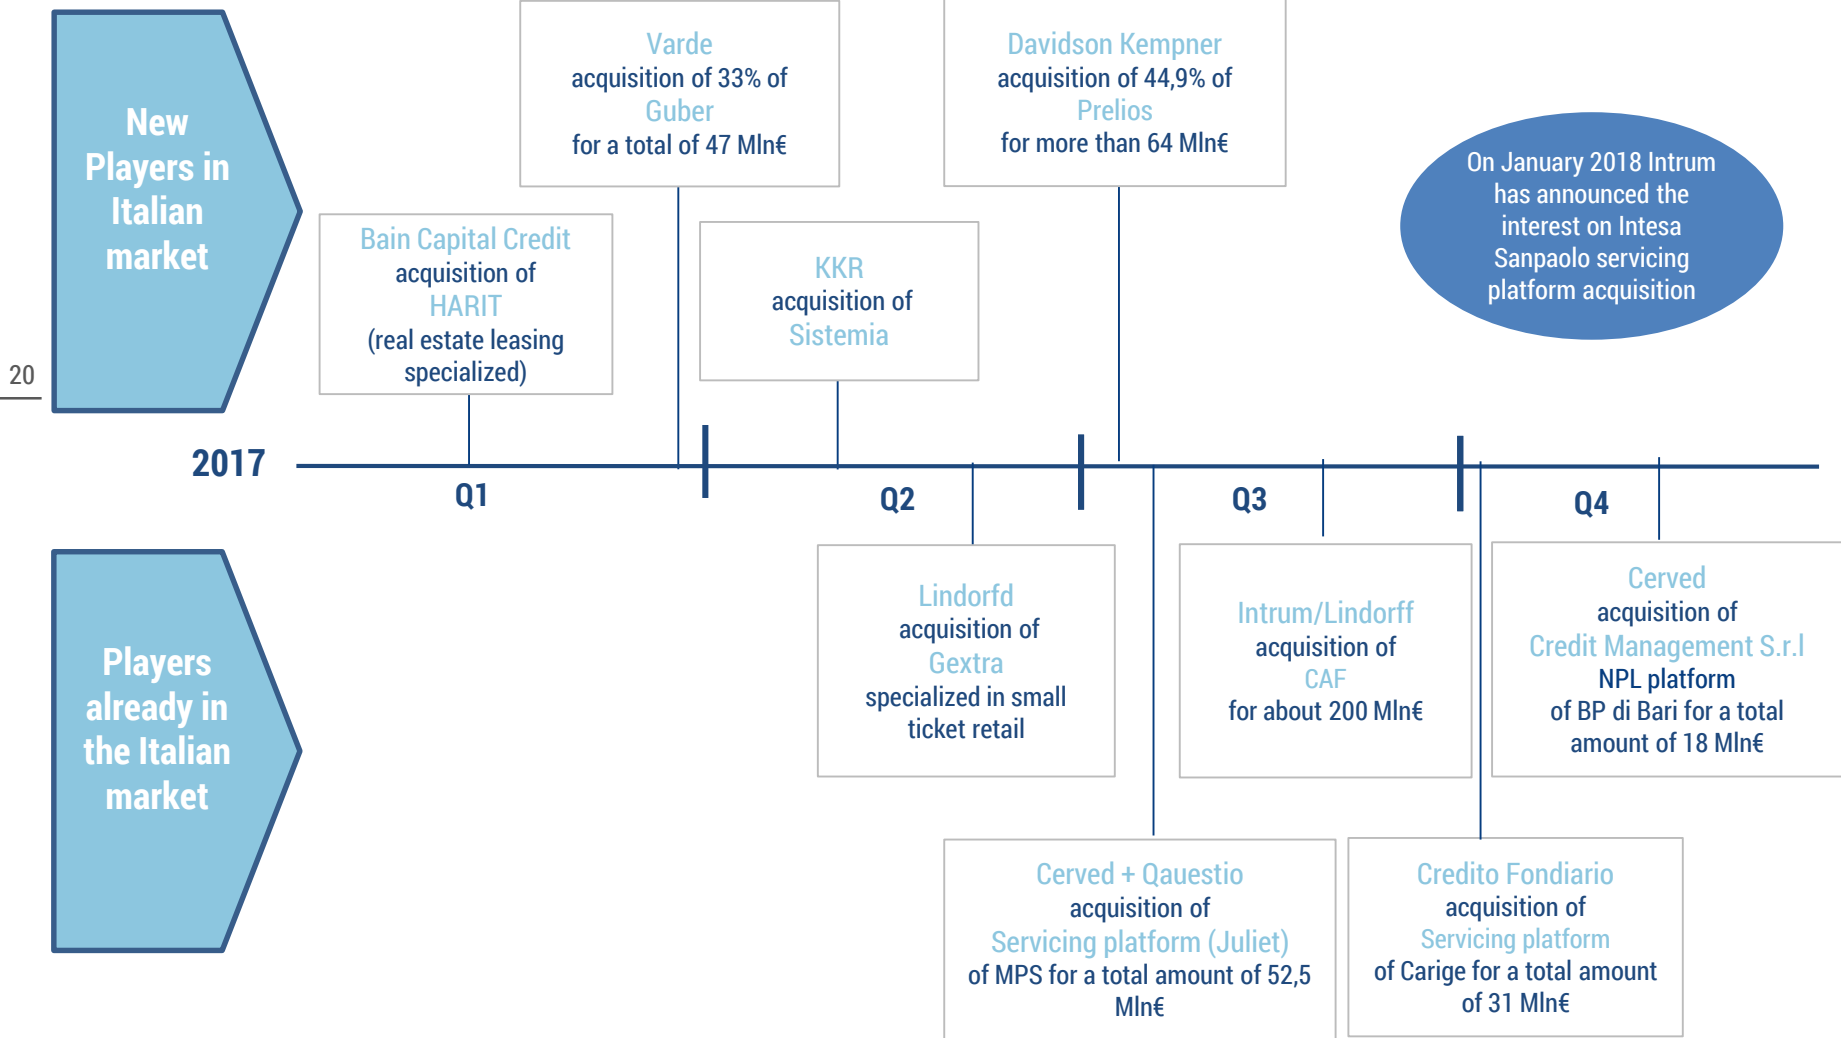 New
Players in
Italian
market
Varde
acquisition of 33% of
Guber
for a total of 47 Mln€
Davidson Kempner
acquisition of 44,9% of
Prelios
for more than 64 Mln€
On January 2018 Intrum
has announced the
interest on Intesa
Sanpaolo servicing
platform acquisition
Bain Capital Credit
acquisition of
HARIT
(real estate leasing
specialized)
KKR
acquisition of
Sistemia
20
2017
Q1
Q2
Q3
Q4
Players
already in
the Italian
market
Lindorfd
acquisition of
Gextra
specialized in small
ticket retail
Intrum/Lindorff
acquisition of
CAF
for about 200 Mln€
Cerved
acquisition of
Credit Management S.r.l
NPL platform
of BP di Bari for a total
amount of 18 Mln€
Cerved + Qauestio
acquisition of
Servicing platform (Juliet)
of MPS for a total amount of 52,5
Mln€
Credito Fondiario
acquisition of
Servicing platform
of Carige for a total amount
of 31 Mln€